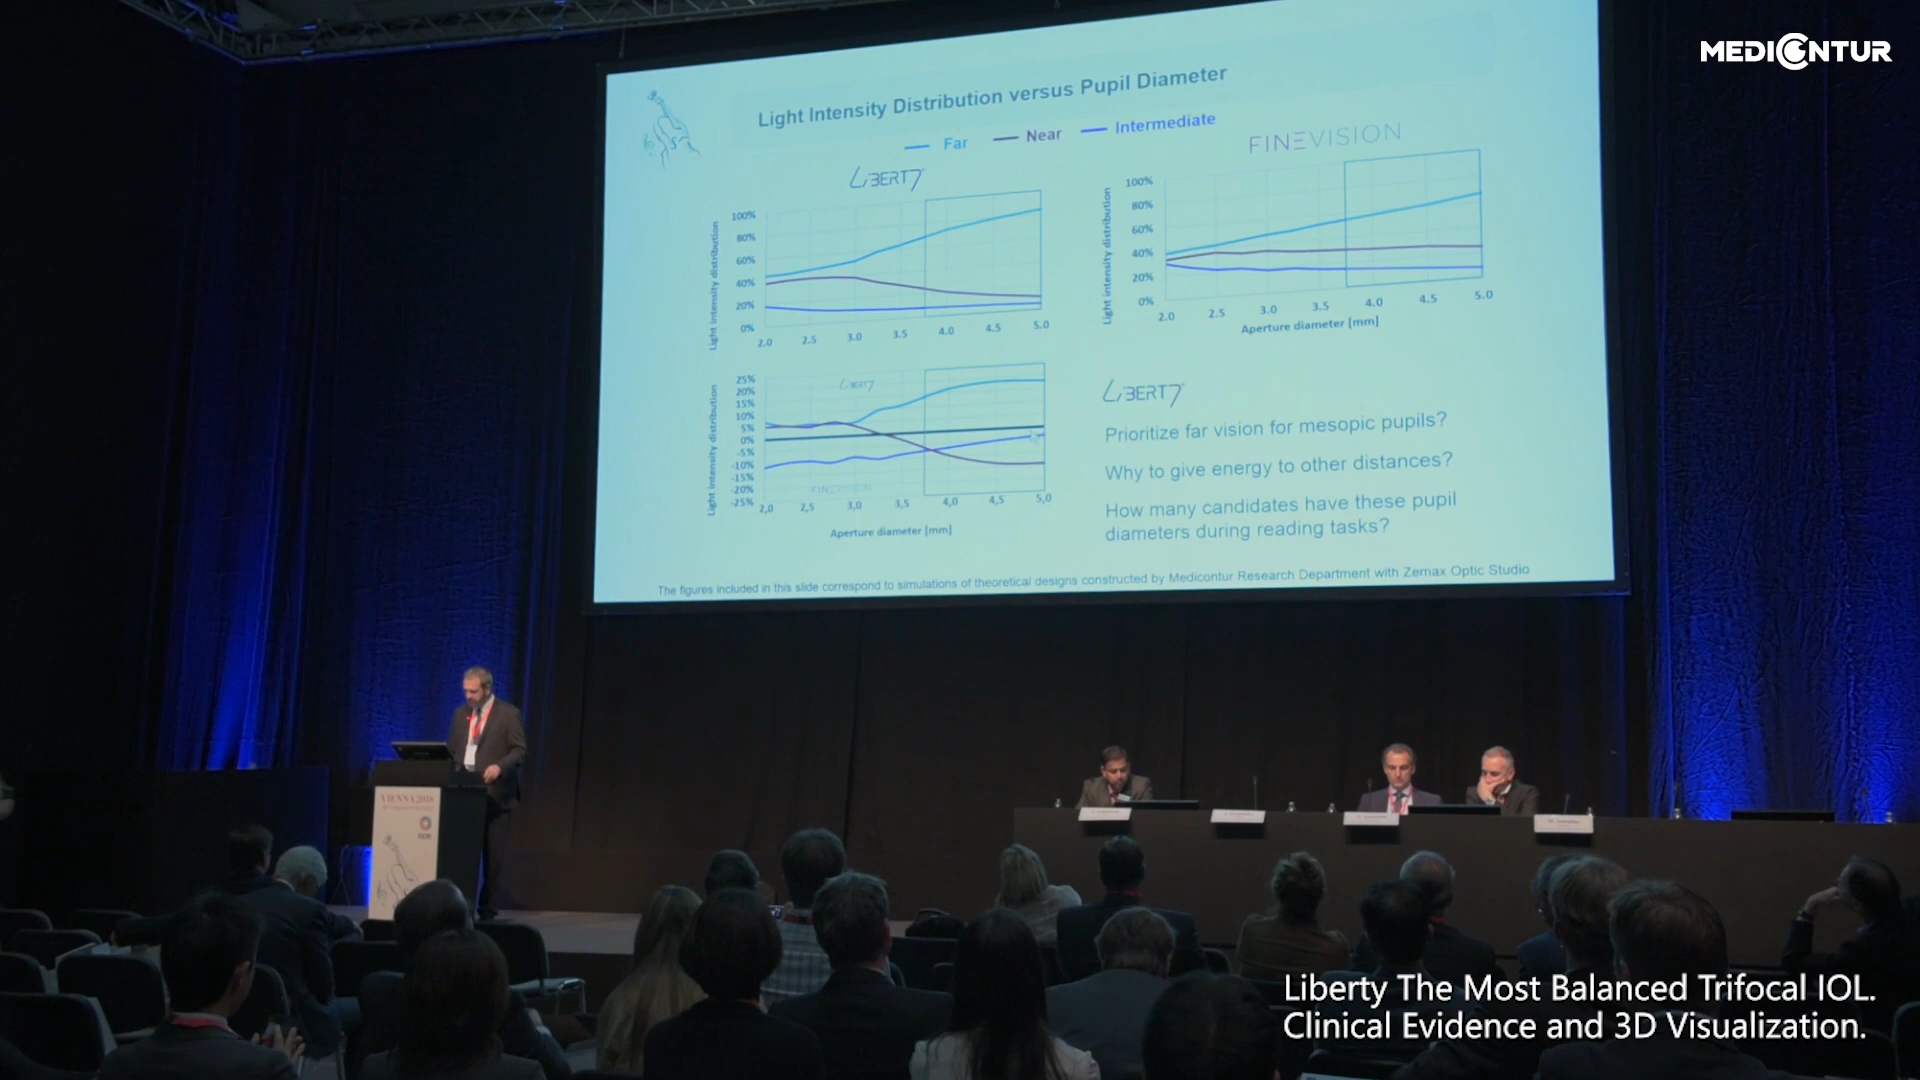 MEDICONTUR
Light Intensity Distribution versus Pupil Diameter
Far Near Intermediate
LIBERTY
100%
80%
60%
40%
20%
0%
Light intensity distribution
2.0 2.5 3.0 3.5 4.0 4.5 5.0
FINEVISION
100%
80%
60%
40%
20%
0%
Light intensity distribution
2.0 2.5 3.0 3.5 4.0 4.5 5.0
Aperture diameter [mm]
LIBERTY
25%
20%
15%
10%
5%
0%
-5%
-10%
-15%
-20%
-25%
Light intensity distribution
FINEVISION
2,0 2,5 3,0 3,5 4,0 4,5 5,0
Aperture diameter [mm]
LIBERTY
Prioritize far vision for mesopic pupils?
Why to give energy to other distances?
How many candidates have these pupil
diameters during reading tasks?
The figures included in this slide correspond to simulations of theoretical designs constructed by Medicontur Research Department with Zemax Optic Studio
VIENNA 2018
Liberty The Most Balanced Trifocal IOL.
Clinical Evidence and 3D Visualization.